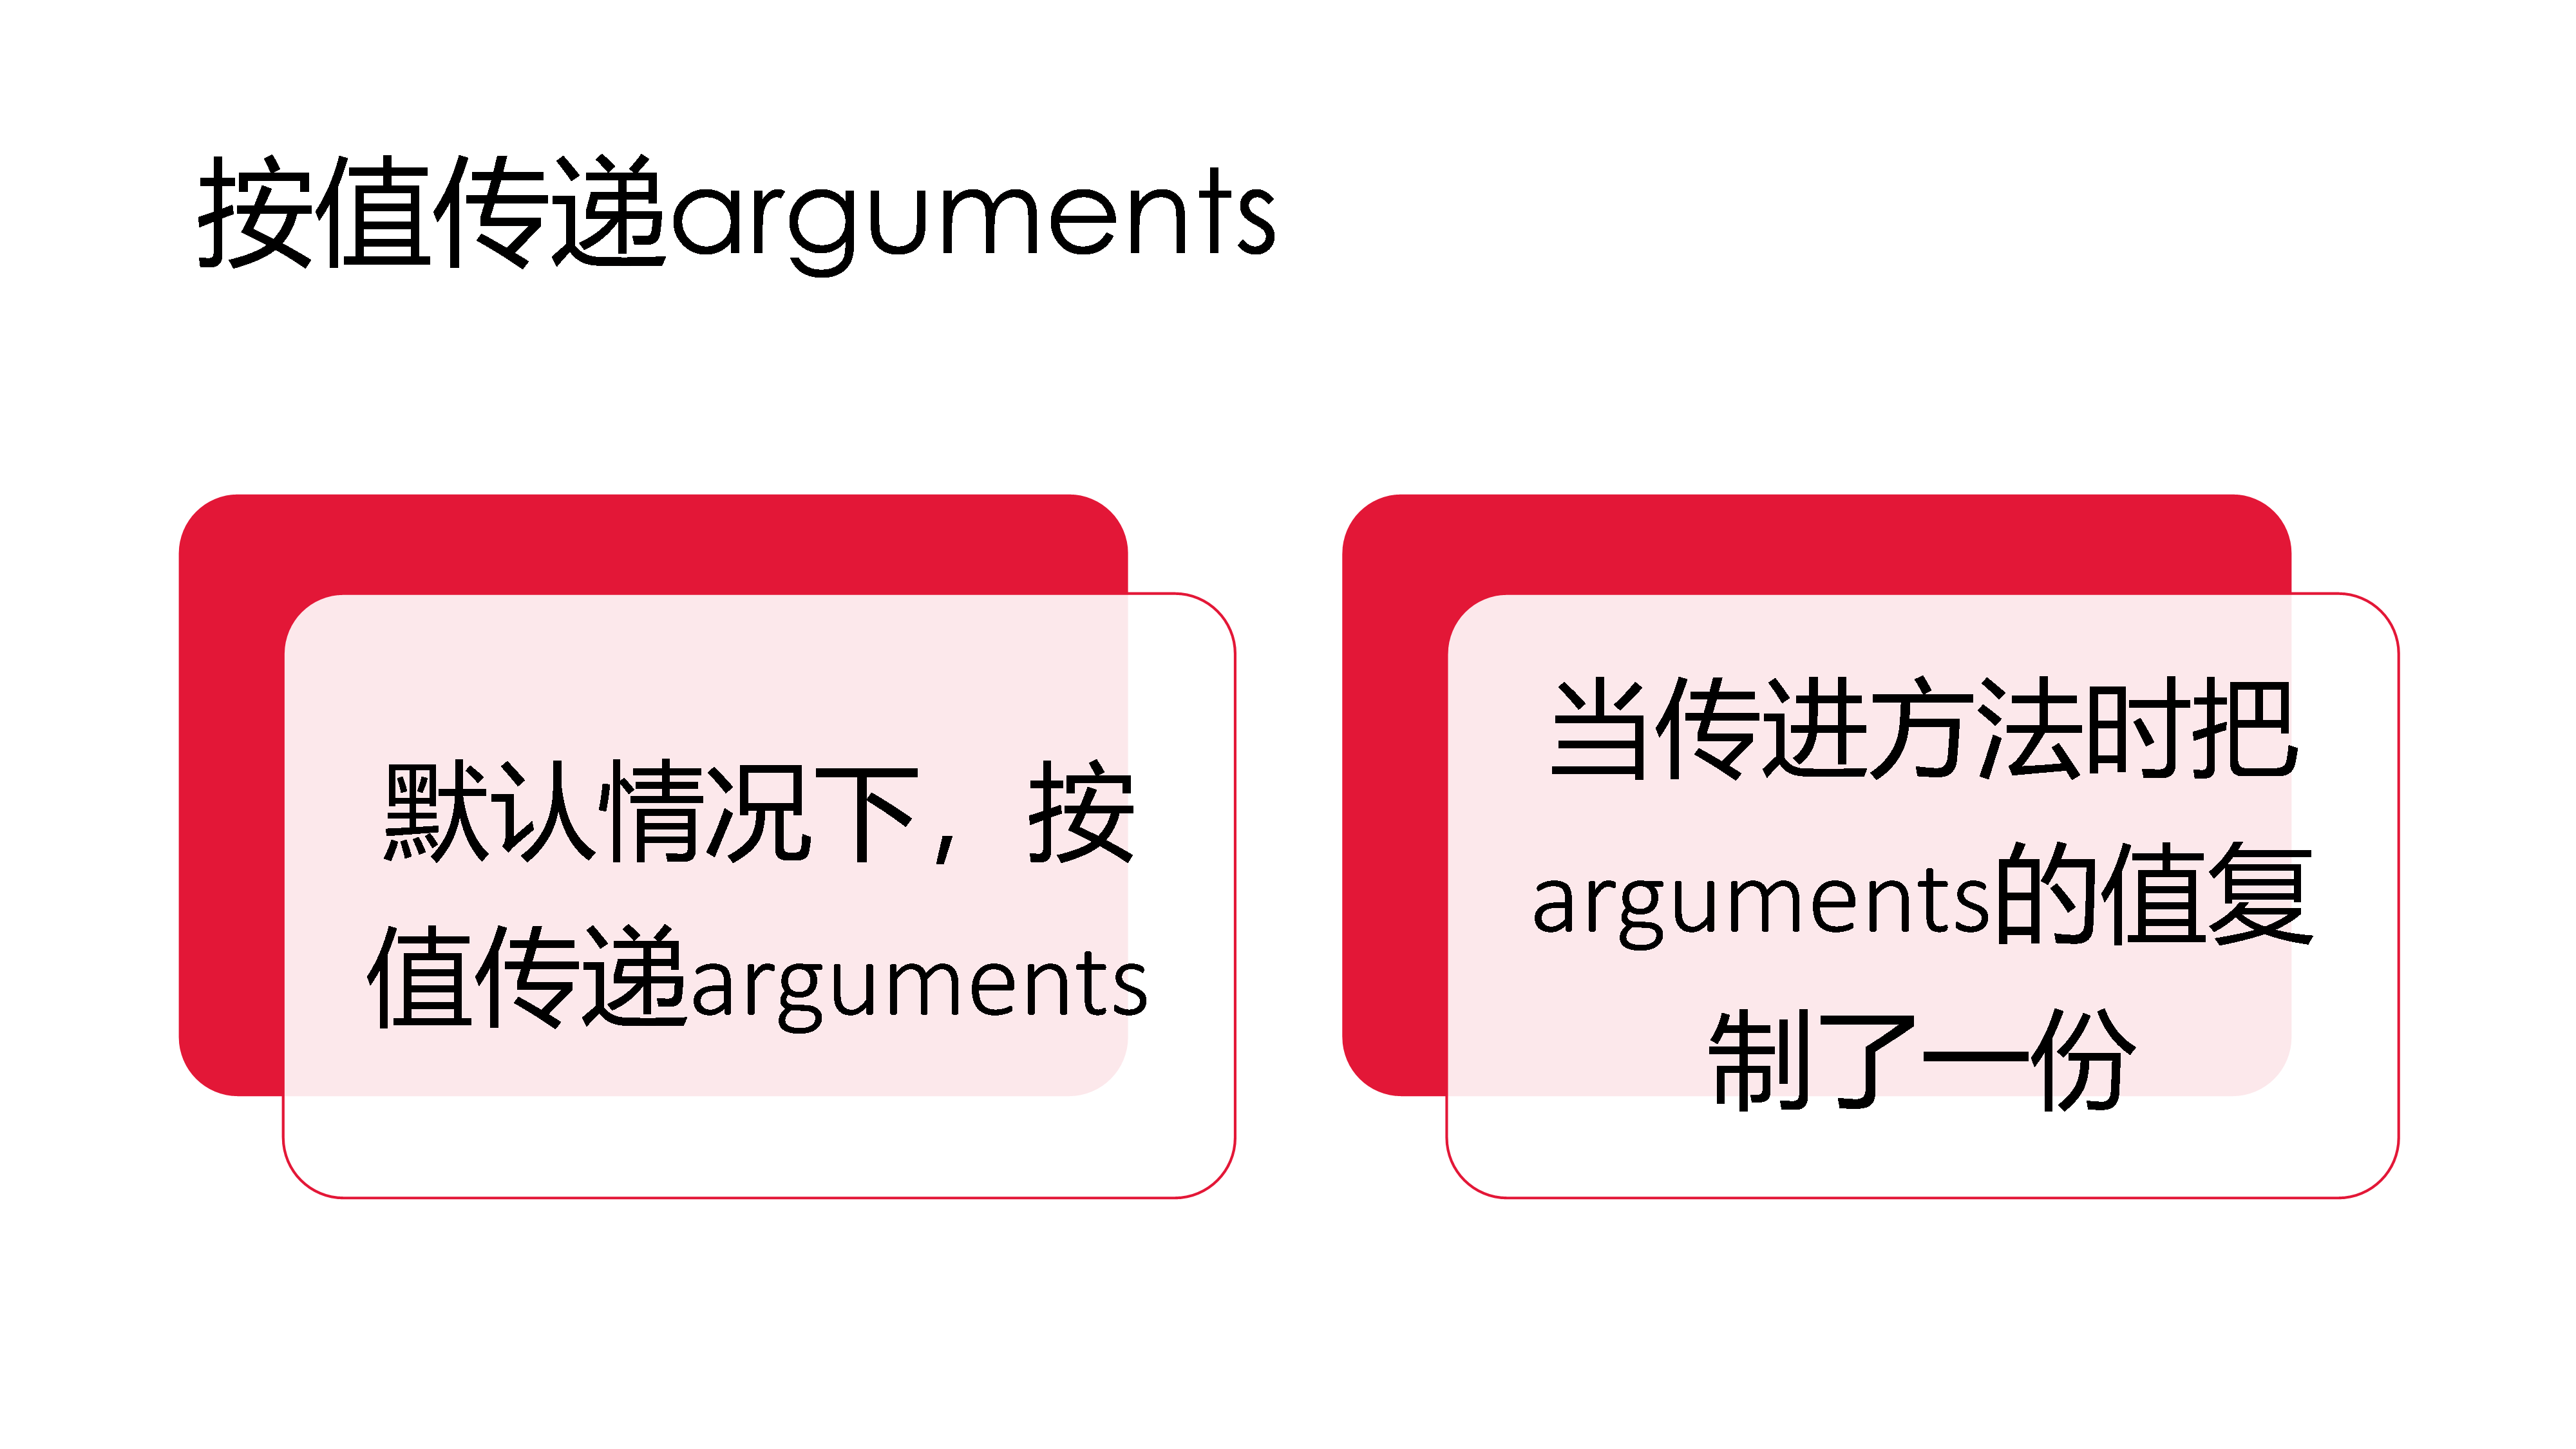 按值传递arguments
默认情况下，按
值传递arguments
当传进方法时把
arguments的值复
制了一份